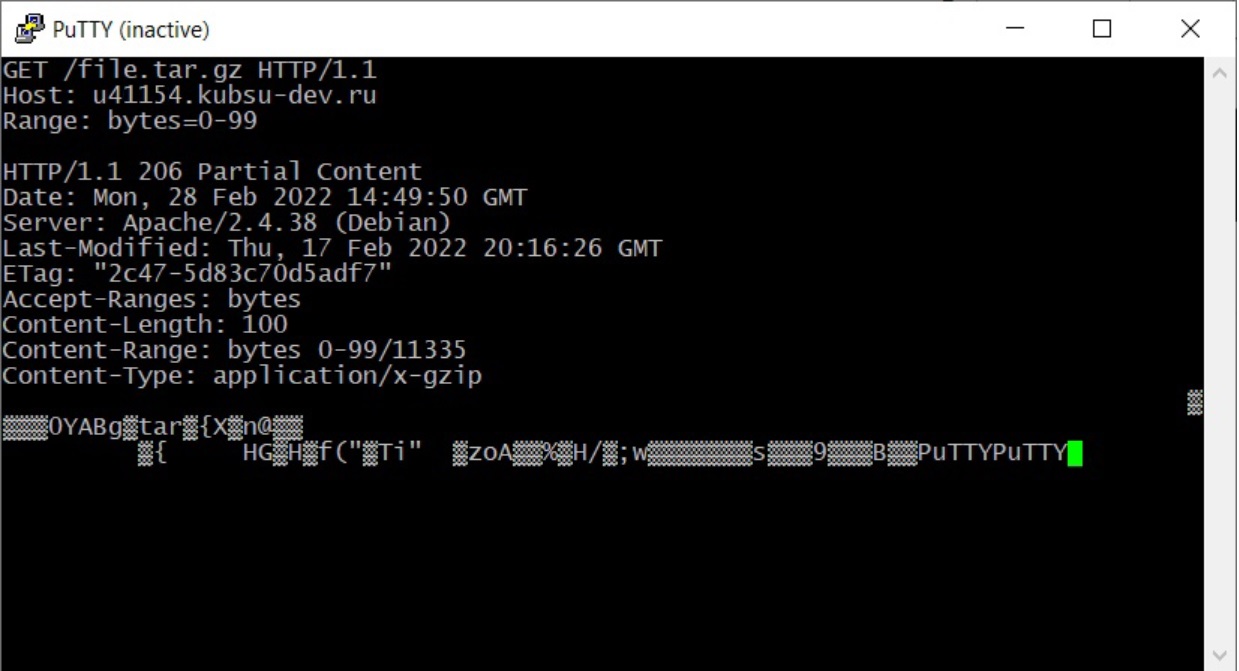 PuTTY (inactive)
GET /file.tar.gz HTTP/1.1
Host: u41154.kubsu-dev.ru
Range: bytes=0-99
HTTP/1.1 206 Partial Content
Date: Mon, 28 Feb 2022 14:49:50 GMT
Server: Apache/2.4.38 (Debian)
Last-Modified: Thu, 17 Feb 2022 20:16:26 GMT
ETag: "2c47-5d83c70d5adf7"
Accept-Ranges: bytes
Content-Length: 100
Content-Range: bytes 0-99/11335
Content-Type: application/x-gzip
▒
▒▒▒0YABg▒tar▒{X▒n@▒▒
▒{ HG▒H▒f("▒Ti" ▒zoA▒▒%▒H/▒;w▒▒▒▒▒▒▒s▒▒▒9▒▒▒B▒▒PuTTYPuTTY